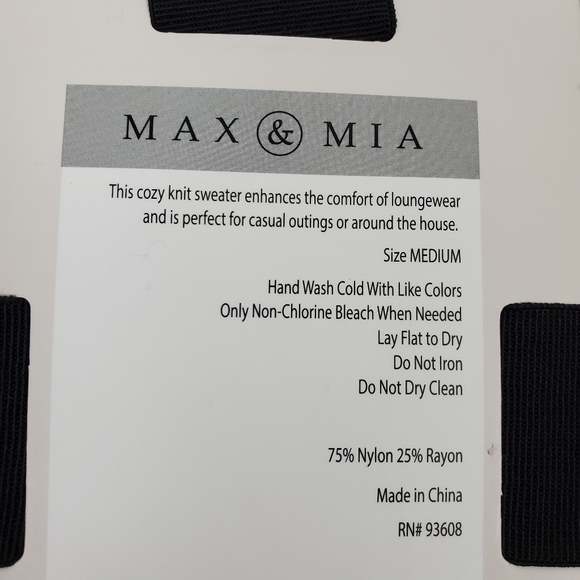 MAX & MIA
This cozy knit sweater enhances the comfort of loungewear
and is perfect for casual outings or around the house.
Size MEDIUM
Hand Wash Cold With Like Colors
Only Non-Chlorine Bleach When Needed
Lay Flat to Dry
Do Not Iron
Do Not Dry Clean
75% Nylon 25% Rayon
Made in China
RN# 93608